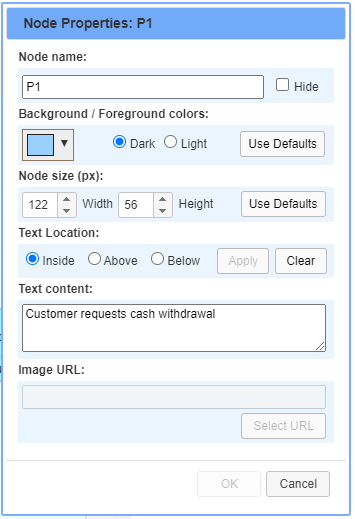 Node Properties: P1
Node name:
P1 Hide
Background / Foreground colors:
Dark Light Use Defaults
Node size (px):
122 Width 56 Height Use Defaults
Text Location:
Inside Above Below Apply Clear
Text content:
Customer requests cash withdrawal
Image URL:
Select URL
OK Cancel